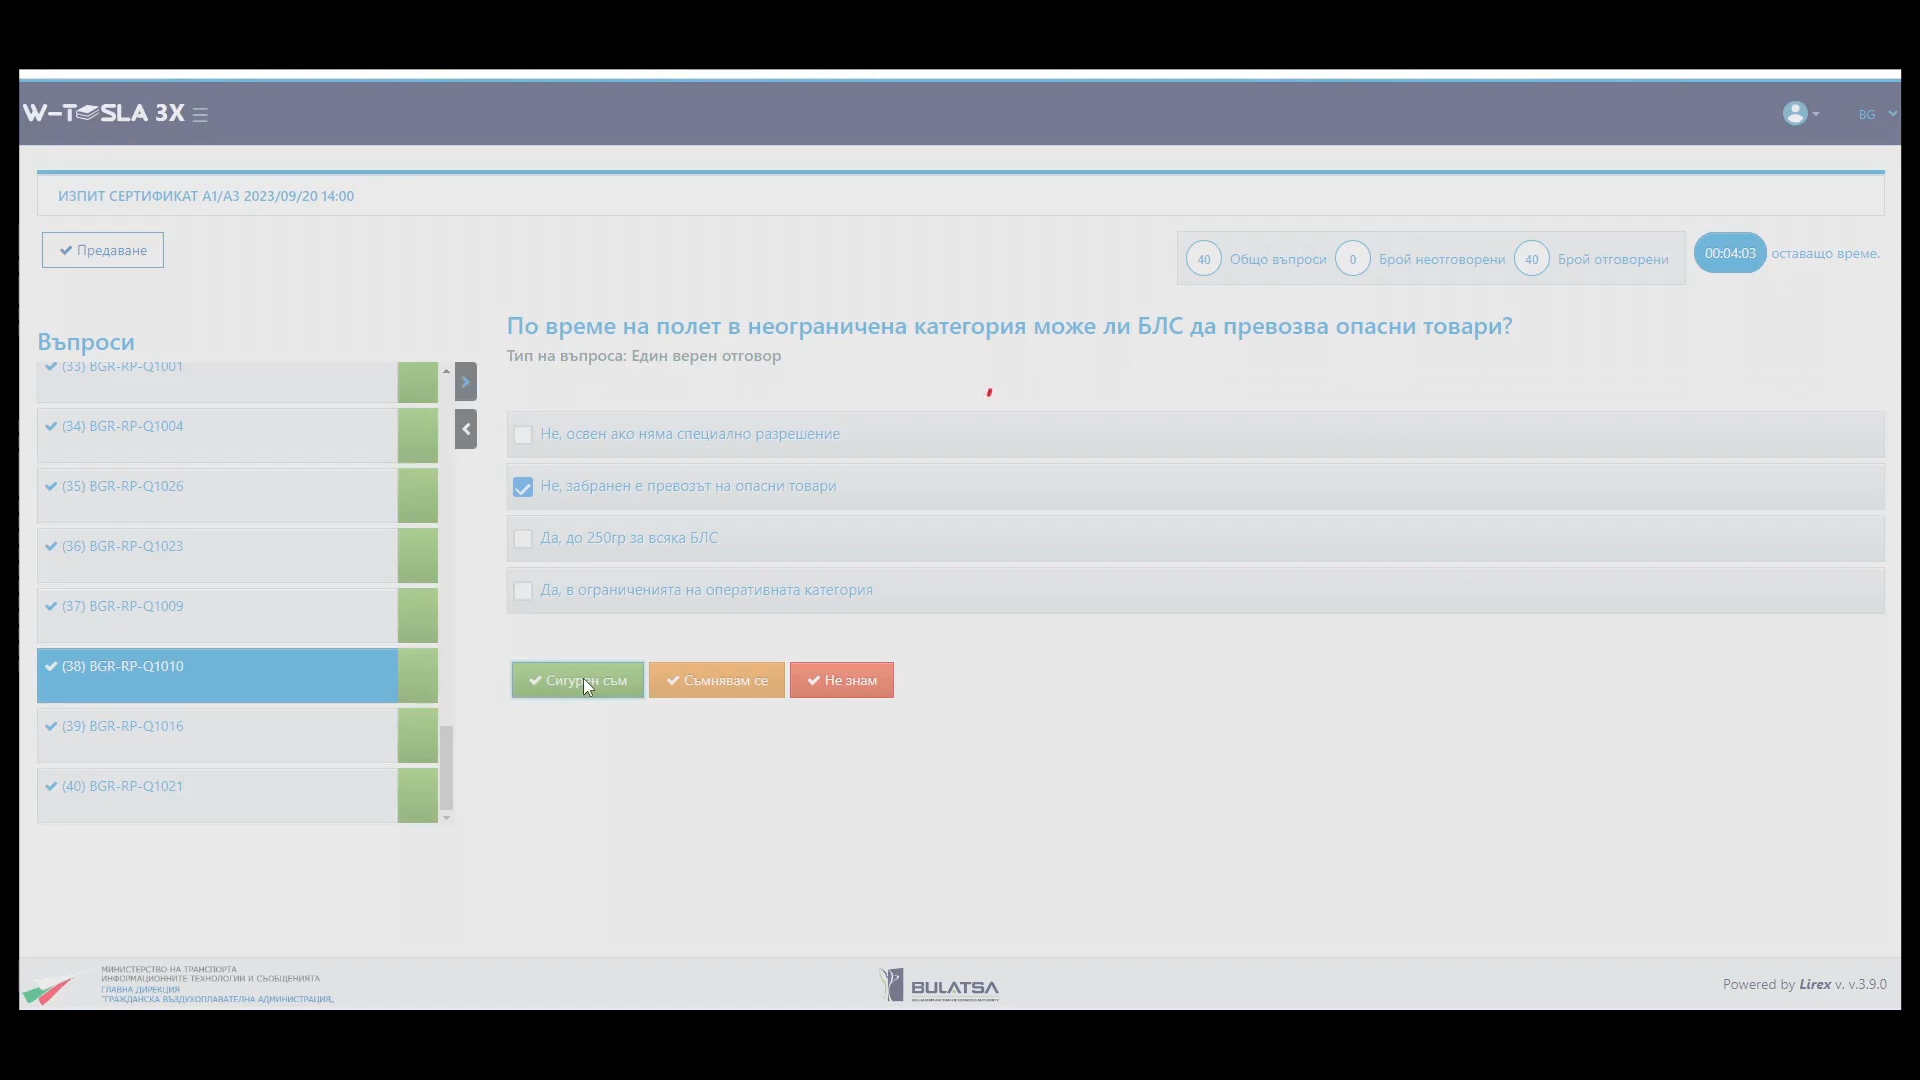 W-TESLA 3X
BG
ИЗПИТ СЕРТИФИКАТ A1/A3 2023/09/20 14:00
Предаване
40 Общо въпроси 0 Брой неотговорени 40 Брой отговорени
00:04:03 оставащо време.
Въпроси
(33) BGR-RP-Q1001
(34) BGR-RP-Q1004
(35) BGR-RP-Q1026
(36) BGR-RP-Q1023
(37) BGR-RP-Q1009
(38) BGR-RP-Q1010
(39) BGR-RP-Q1016
(40) BGR-RP-Q1021
По време на полет в неограничена категория може ли БЛС да превозва опасни товари?
Тип на въпроса: Един верен отговор
Не, освен ако няма специално разрешение
Не, забранен е превозът на опасни товари
Да, до 250гр за всяка БЛС
Да, в ограниченията на оперативната категория
Сигурен съм
Съмнявам се
Не знам
МИНИСТЕРСТВО НА ТРАНСПОРТА
ИНФОРМАЦИОННИТЕ ТЕХНОЛОГИИ И СЪОБЩЕНИЯТА
ГЛАВНА ДИРЕКЦИЯ
"ГРАЖДАНСКА ВЪЗДУХОПЛАВАТЕЛНА АДМИНИСТРАЦИЯ„
BULATSA
Powered by Lirex v. v.3.9.0